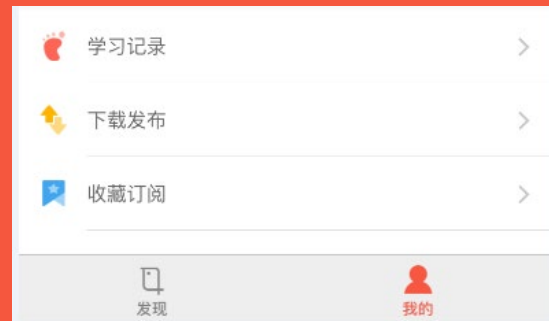 学习记录
下载发布
收藏订阅
发现
我的